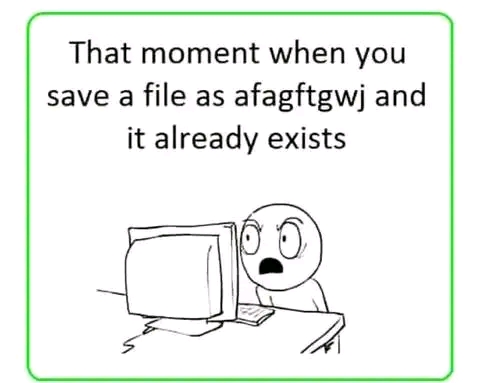 That moment when you
save a file as afagftgwj and
it already exists